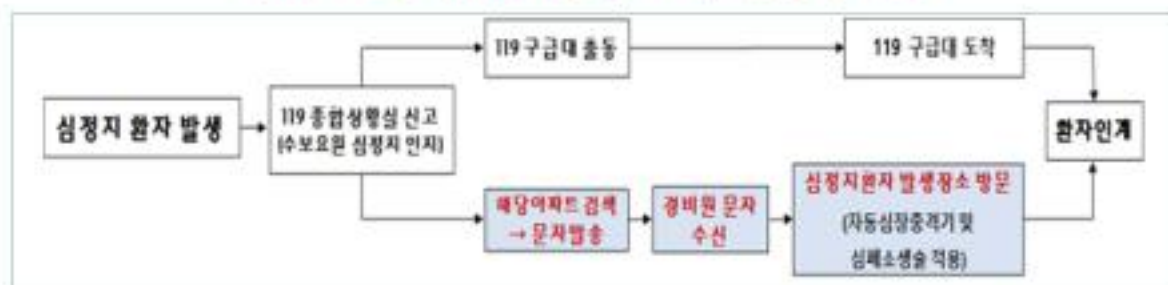 119 구급대 출동
119 구급대 도착
심정지 환자 발생
119 종합상황실 신고
(수보요원 심정지 인지)
환자인계
해당아파트 검색
→ 문자발송
경비원 문자
수신
심정지환자 발생장소 방문
(자동심장충격기 및
심폐소생술 적용)